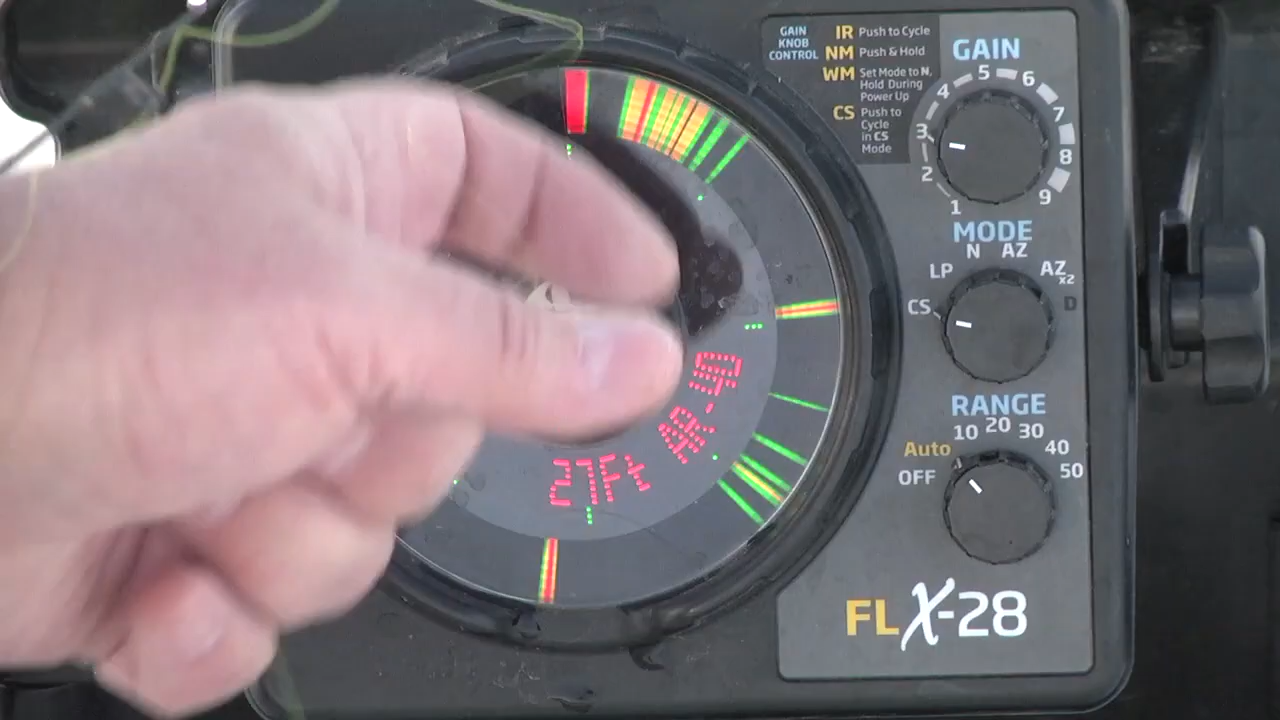 GAIN
KNOB
CONTROL
IR Push to Cycle
NM Push & Hold
WM Set Mode to N,
Hold During
Power Up
CS Push to
Cycle
in CS
Mode
GAIN
1 2 3 4 5 6 7 8 9
MODE
CS LP N AZ AZx2 D
RANGE
OFF Auto 10 20 30 40 50
27Ft
FLX-28